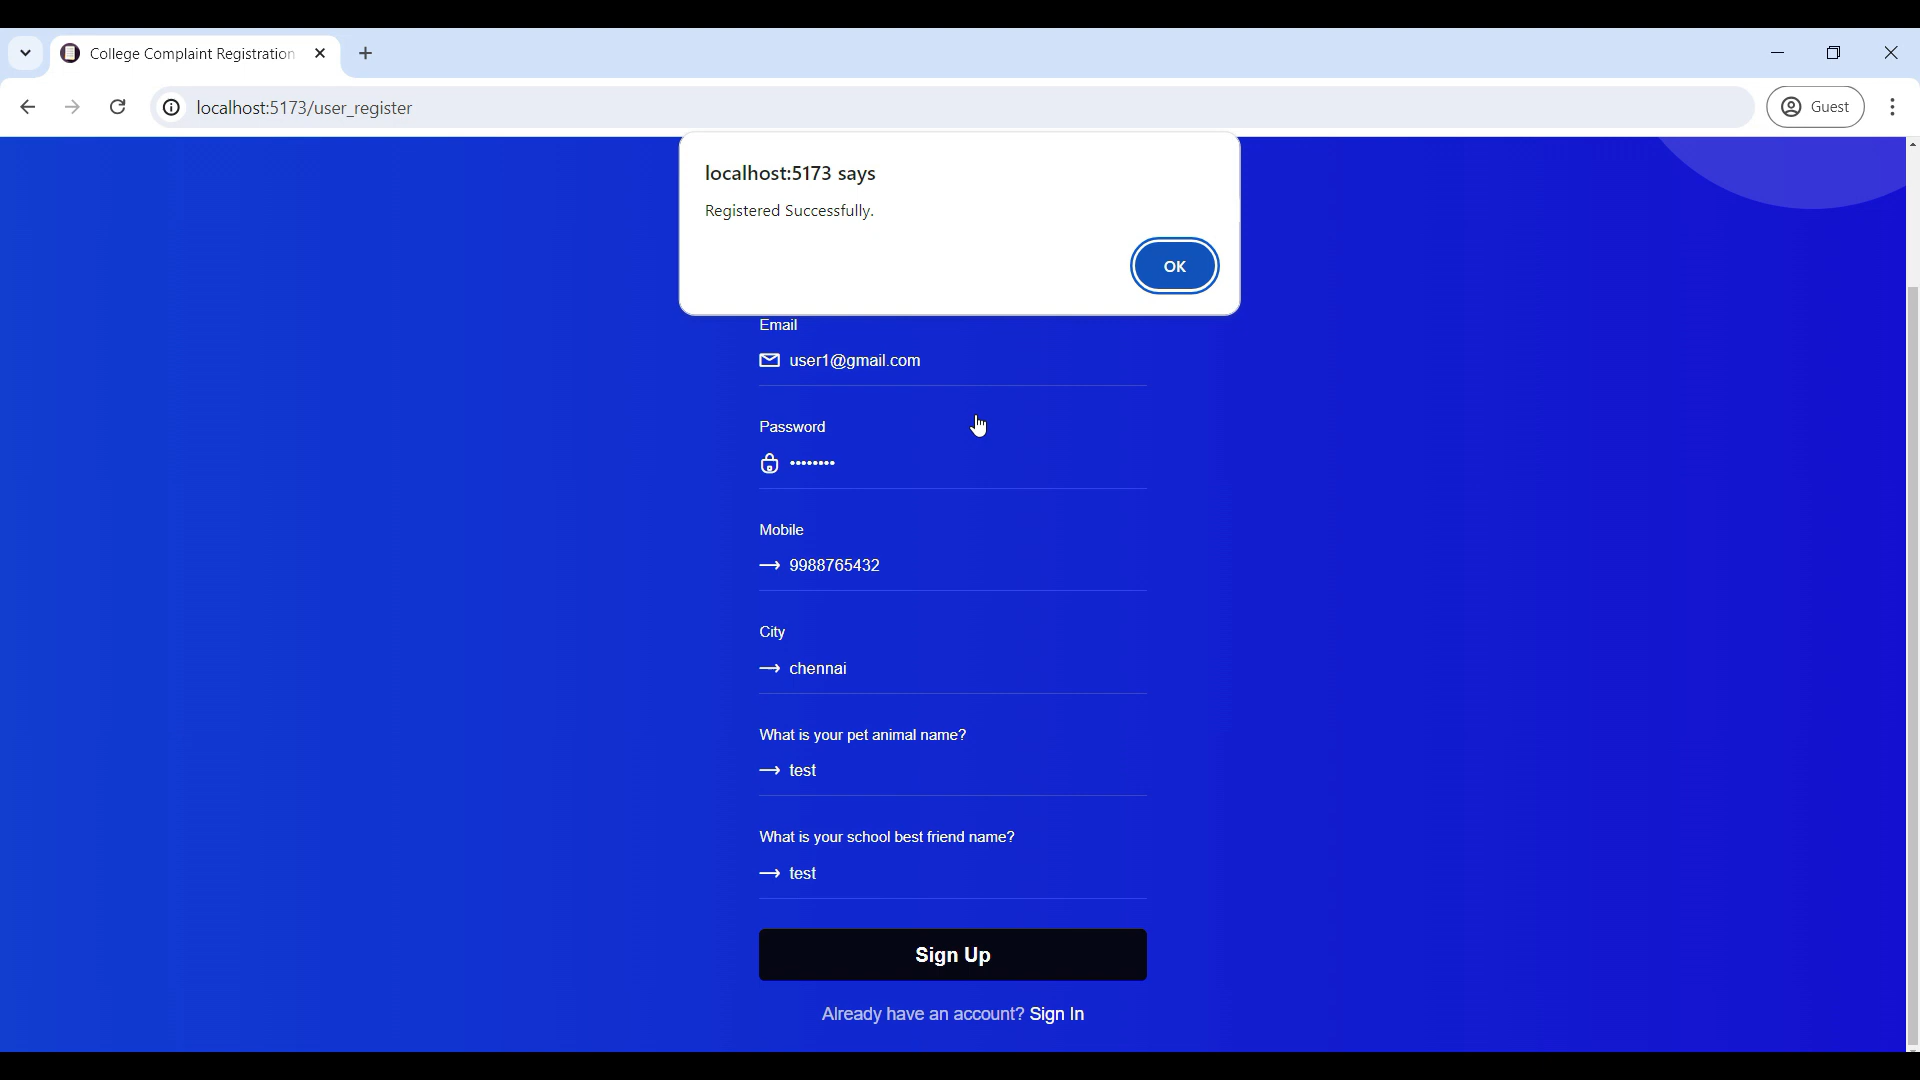 College Complaint Registration
localhost:5173/user_register
Guest
localhost:5173 says
Registered Successfully.
OK
Email
user1@gmail.com
Password
••••••••
Mobile
9988765432
City
chennai
What is your pet animal name?
test
What is your school best friend name?
test
Sign Up
Already have an account? Sign In